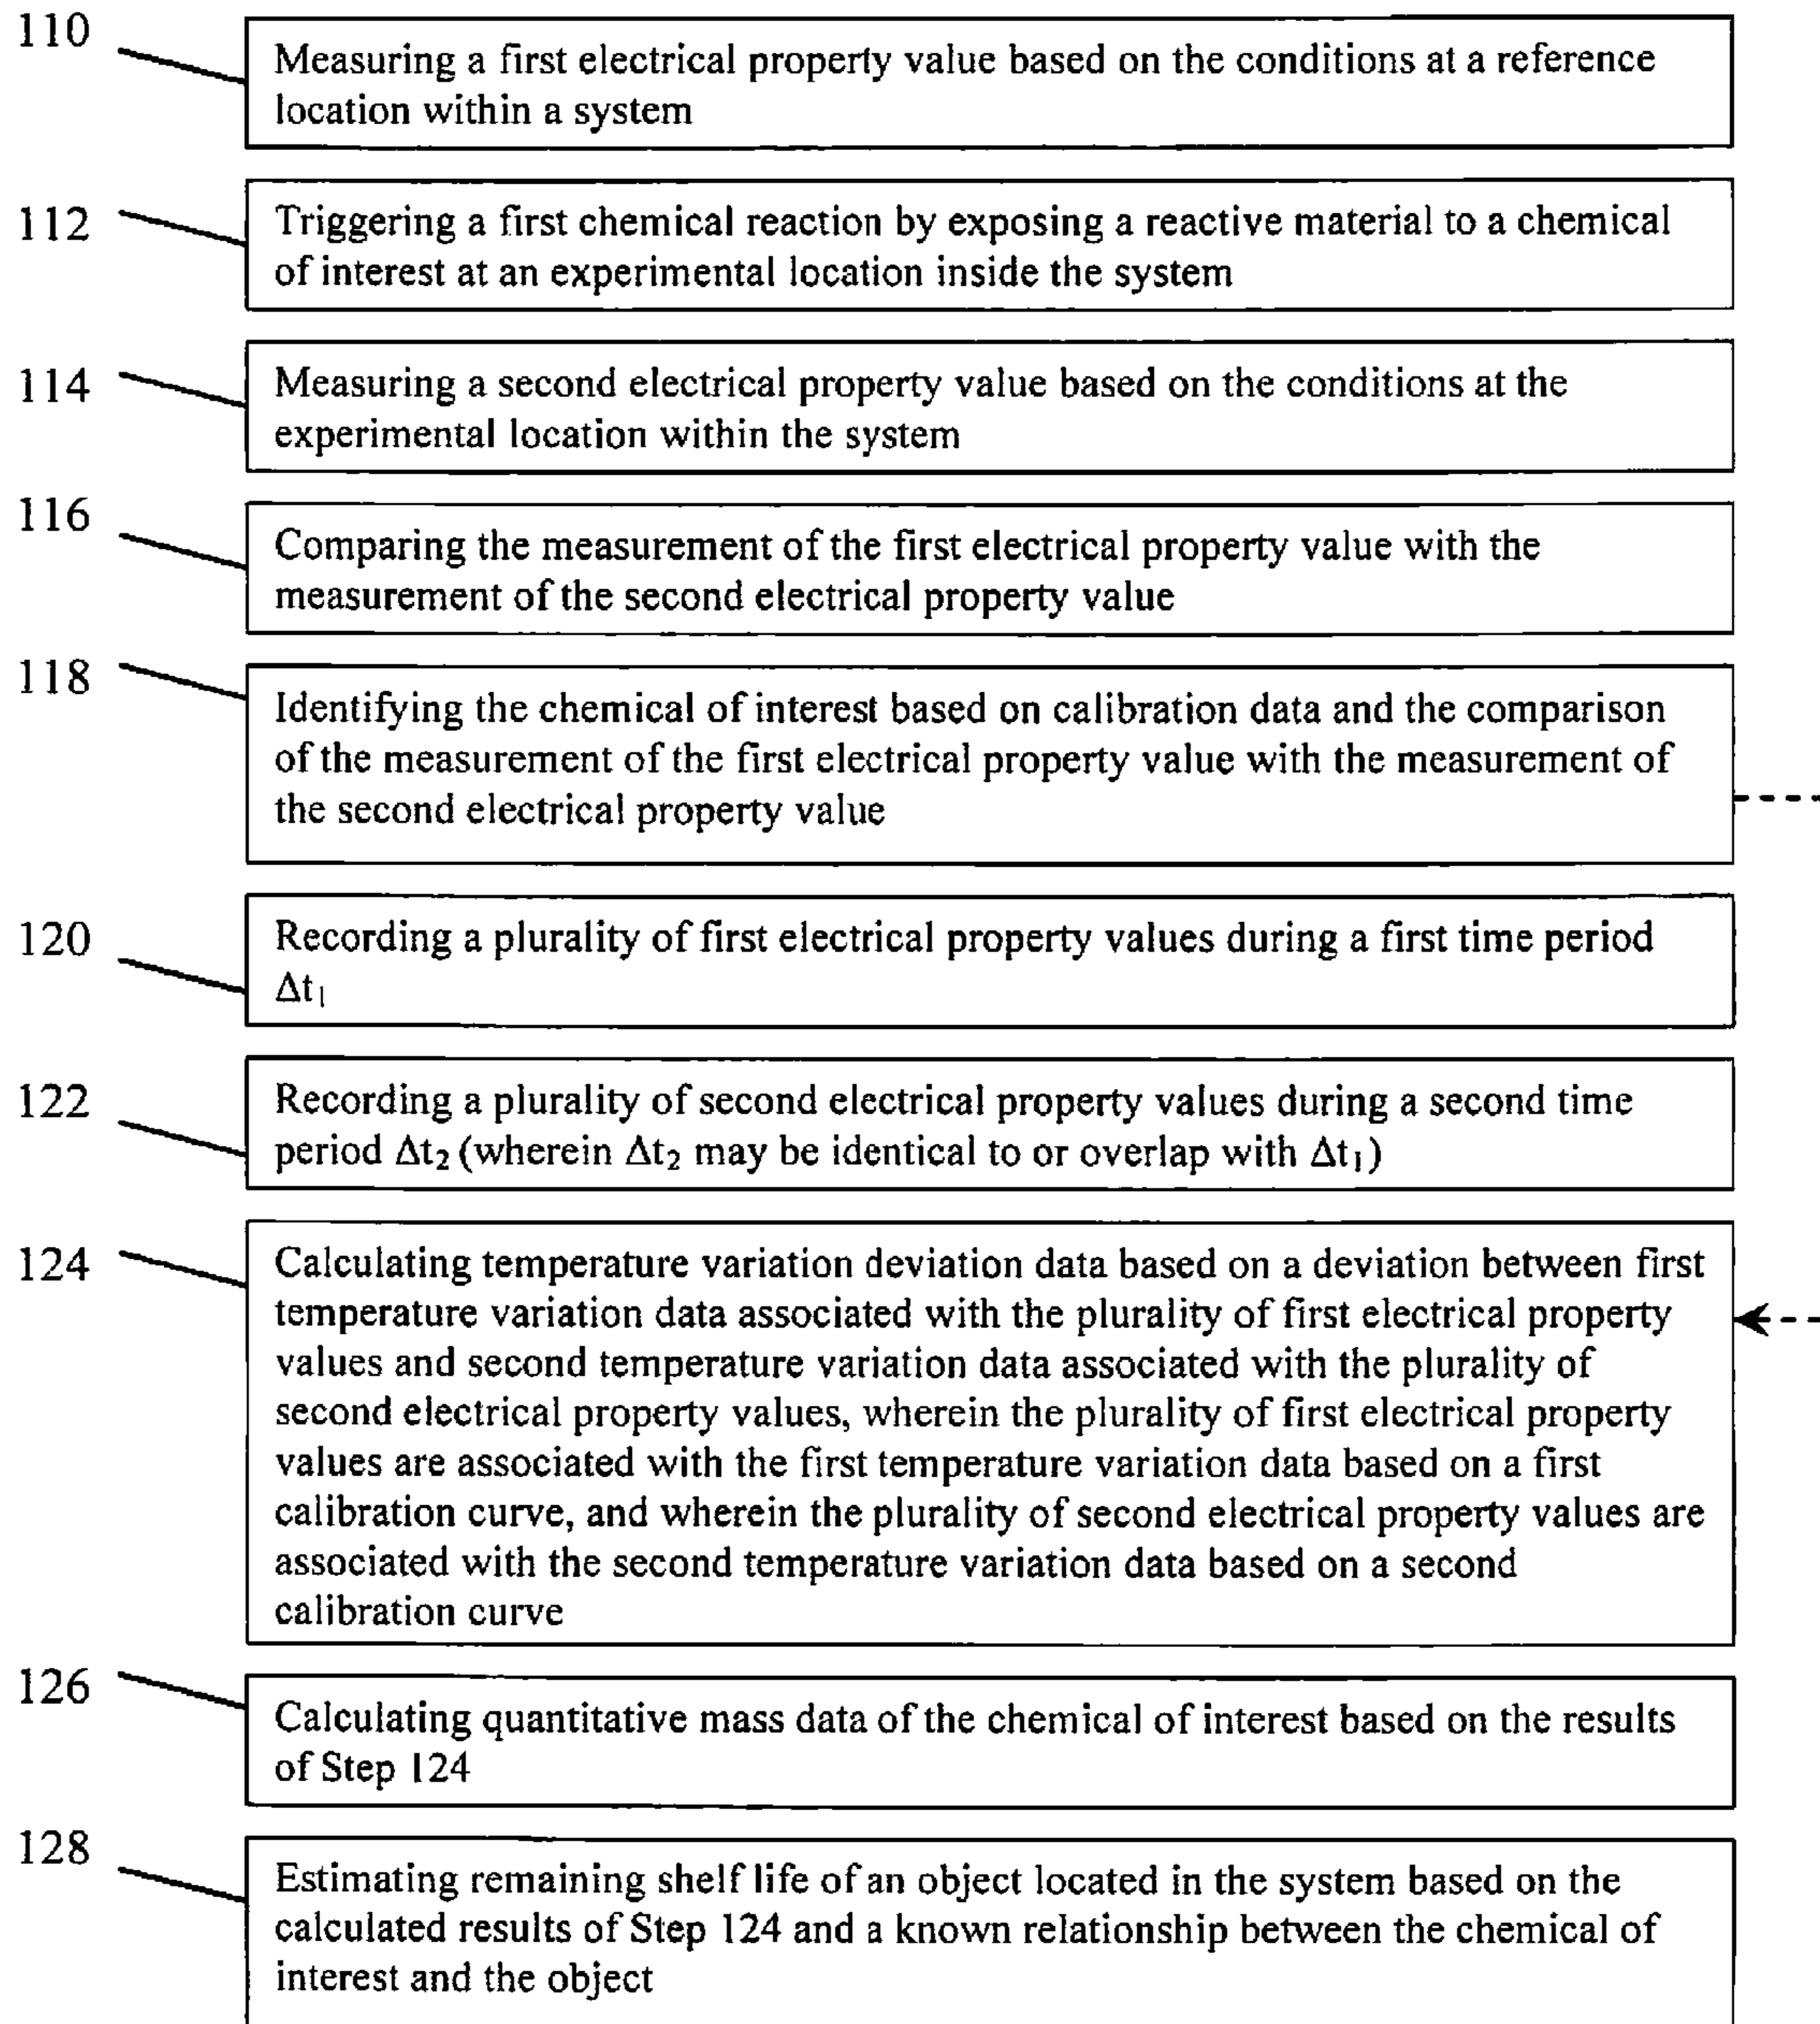 110
Measuring a first electrical property value based on the conditions at a reference
location within a system
112
Triggering a first chemical reaction by exposing a reactive material to a chemical
of interest at an experimental location inside the system
114
Measuring a second electrical property value based on the conditions at the
experimental location within the system
116
Comparing the measurement of the first electrical property value with the
measurement of the second electrical property value
118
Identifying the chemical of interest based on calibration data and the comparison
of the measurement of the first electrical property value with the measurement of
the second electrical property value
120
Recording a plurality of first electrical property values during a first time period
Δt₁
122
Recording a plurality of second electrical property values during a second time
period Δt₂ (wherein Δt₂ may be identical to or overlap with Δt₁)
124
Calculating temperature variation deviation data based on a deviation between first
temperature variation data associated with the plurality of first electrical property
values and second temperature variation data associated with the plurality of
second electrical property values, wherein the plurality of first electrical property
values are associated with the first temperature variation data based on a first
calibration curve, and wherein the plurality of second electrical property values are
associated with the second temperature variation data based on a second
calibration curve
126
Calculating quantitative mass data of the chemical of interest based on the results
of Step 124
128
Estimating remaining shelf life of an object located in the system based on the
calculated results of Step 124 and a known relationship between the chemical of
interest and the object